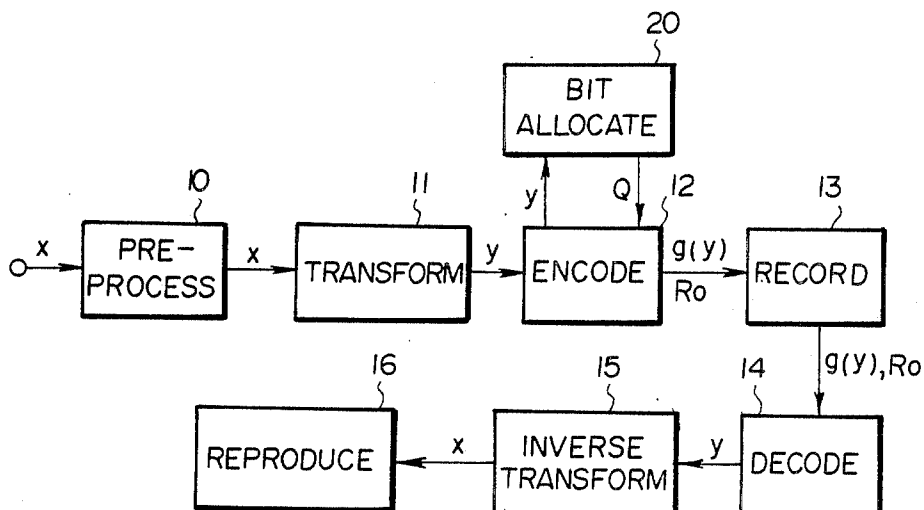 20
BIT
ALLOCATE
10
11
y
Q
12
13
x
PRE-
PROCESS
x
TRANSFORM
y
ENCODE
g(y)
Ro
RECORD
16
15
14
g(y),Ro
REPRODUCE
x
INVERSE
TRANSFORM
y
DECODE